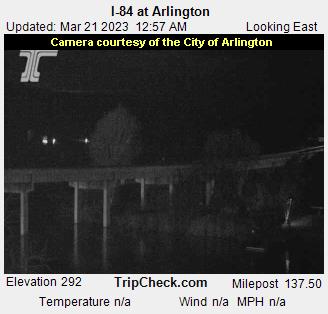 I-84 at Arlington
Updated: Mar 21 2023 12:57 AM Looking East
Camera courtesy of the City of Arlington
Elevation 292 TripCheck.com Milepost 137.50
Temperature n/a Wind n/a MPH n/a